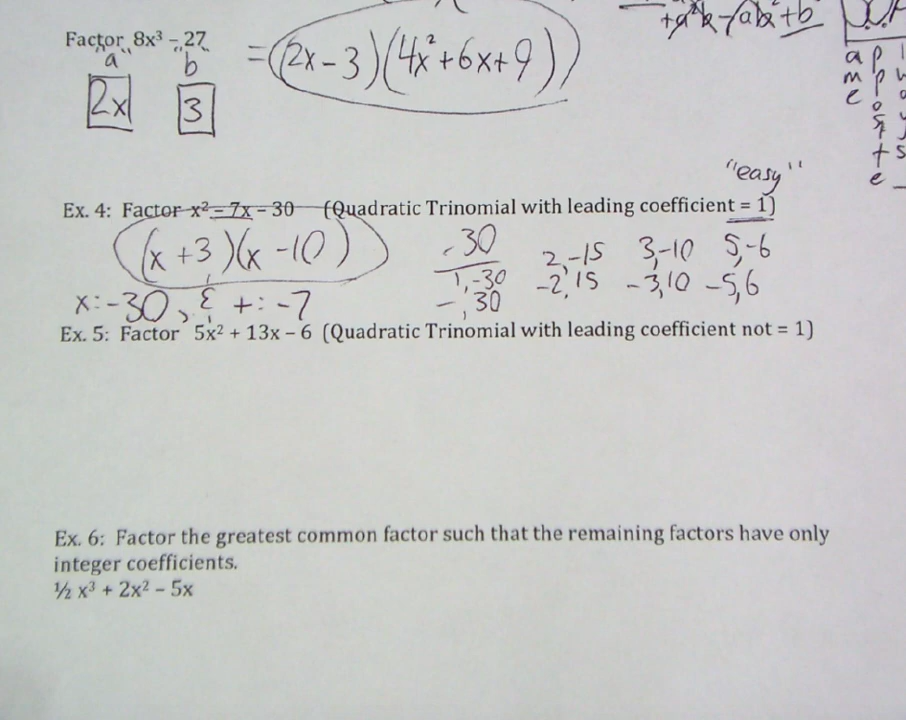 +a²b-(ab²+b
Factor 8x³ – 27 = (2x-3)(4x²+6x+9)
"a" "b"
2x 3
a p
m p
e o
s
t s
e
"easy"
Ex. 4: Factor x² – 7x – 30 (Quadratic Trinomial with leading coefficient = 1)
(x+3)(x-10)
-30
1,-30 2,-15 3,-10 5,-6
-,30 -2,15 -3,10 -5,6
x:-30, & +:-7
Ex. 5: Factor 5x² + 13x – 6 (Quadratic Trinomial with leading coefficient not = 1)
Ex. 6: Factor the greatest common factor such that the remaining factors have only
integer coefficients.
½ x³ + 2x² – 5x